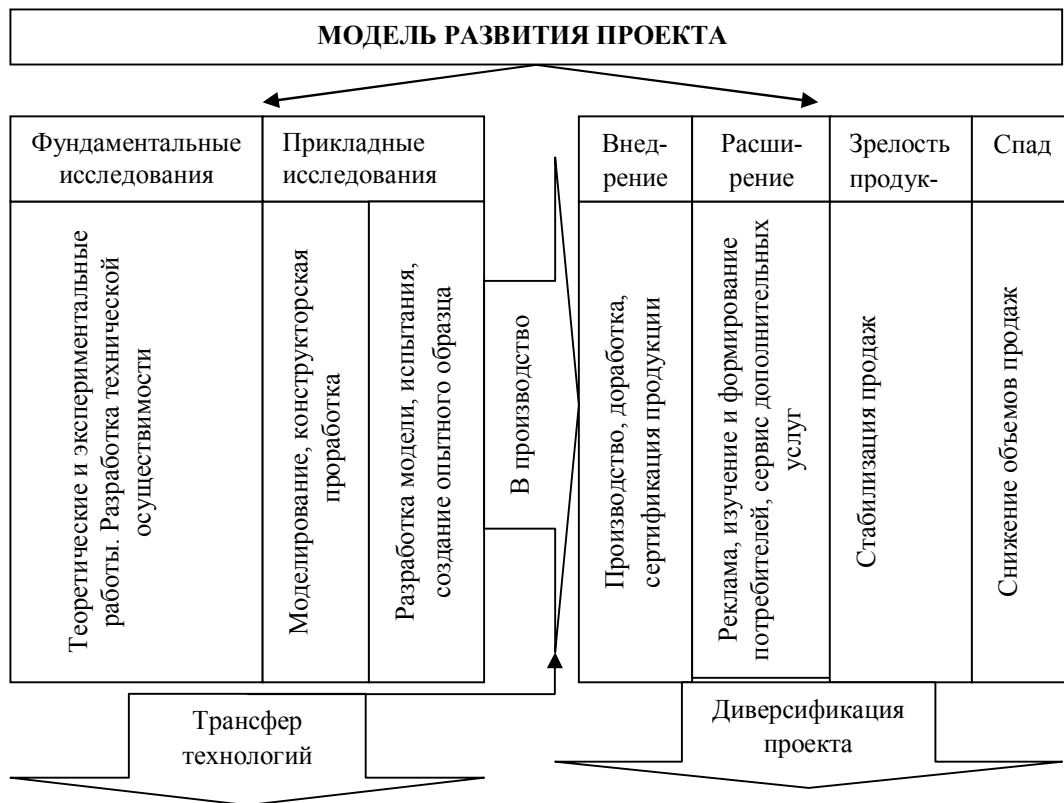 МОДЕЛЬ РАЗВИТИЯ ПРОЕКТА
Фундаментальные
исследования
Прикладные
исследования
Внед-
рение
Расши-
рение
Зрелость
продук-
Спад
Теоретические и экспериментальные
работы. Разработка технической
осуществимости
Моделирование, конструкторская
проработка
Разработка модели, испытания,
создание опытного образца
В производство
Производство, доработка,
сертификация продукции
Реклама, изучение и формирование
потребителей, сервис дополнительных
услуг
Стабилизация продаж
Снижение объемов продаж
Трансфер
технологий
Диверсификация
проекта